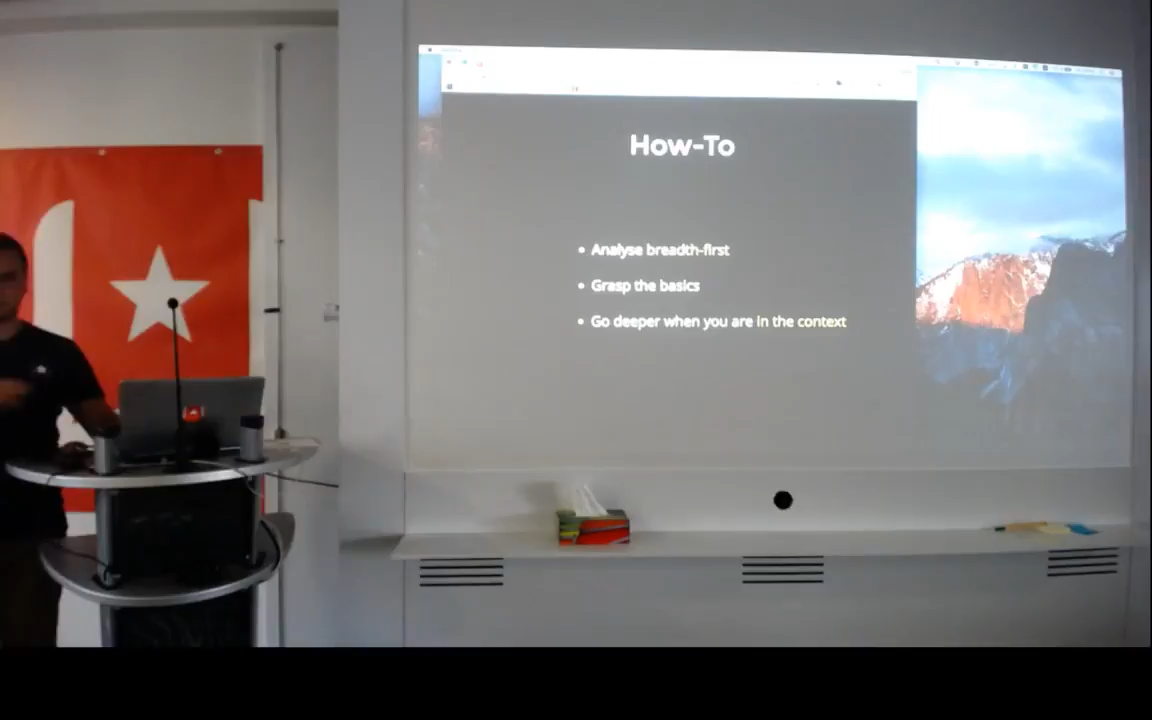 How-To
• Analyse breadth-first
• Grasp the basics
• Go deeper when you are in the context